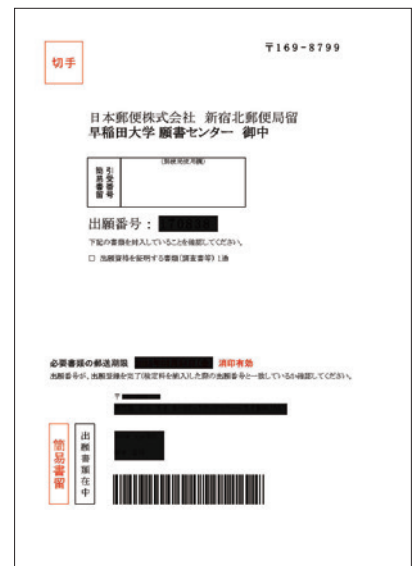 切手
〒169-8799
日本郵便株式会社 新宿北郵便局留
早稲田大学 願書センター 御中
(郵便局使用欄)
簡易書留
引受番号
出願番号：
下記の書類を封入していることを確認してください。
□ 出願資格を証明する書類(調査書等)1通
必要書類の郵送期限 消印有効
出願番号が、出願登録を完了(検定料を納入)した際の出願番号と一致しているか確認してください。
〒
簡易書留
出願書類在中